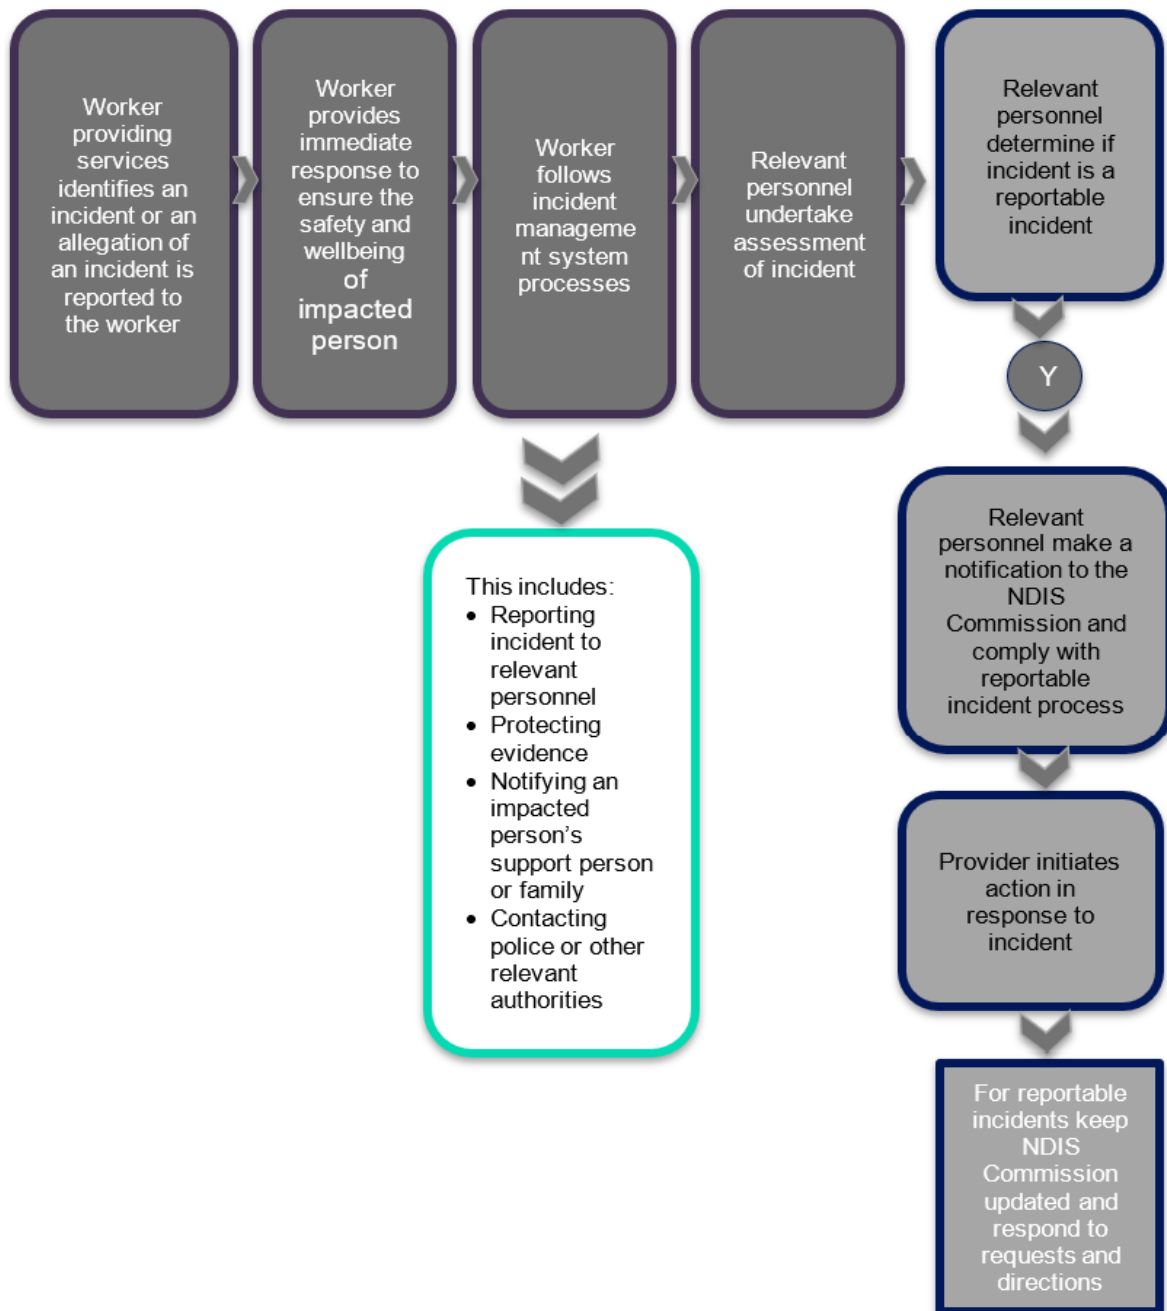 Worker
providing
services
identifies an
incident or an
allegation of
an incident is
reported to
the worker
Worker
provides
immediate
response to
ensure the
safety and
wellbeing
of
impacted
person
Worker
follows
incident
manageme
nt system
processes
Relevant
personnel
undertake
assessment
of incident
Relevant
personnel
determine if
incident is a
reportable
incident
Y
This includes:
• Reporting
incident to
relevant
personnel
• Protecting
evidence
• Notifying an
impacted
person’s
support person
or family
• Contacting
police or other
relevant
authorities
Relevant
personnel make a
notification to the
NDIS
Commission and
comply with
reportable
incident process
Provider initiates
action in
response to
incident
For reportable
incidents keep
NDIS
Commission
updated and
respond to
requests and
directions